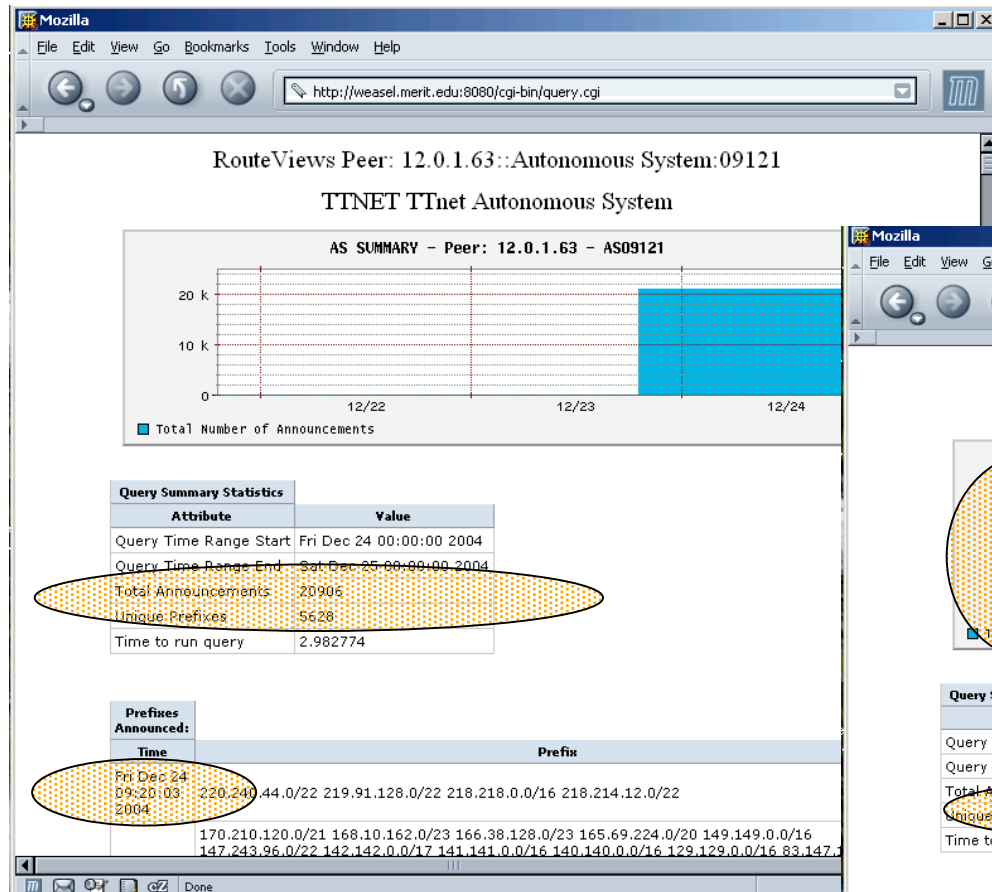 Mozilla
File Edit View Go Bookmarks Tools Window Help
http://weasel.merit.edu:8080/cgi-bin/query.cgi
RouteViews Peer: 12.0.1.63::Autonomous System:09121
TTNET TTnet Autonomous System
AS SUMMARY - Peer: 12.0.1.63 - AS09121
20 k
10 k
0
12/22 12/23 12/24
Total Number of Announcements
Query Summary Statistics
Attribute Value
Query Time Range Start Fri Dec 24 00:00:00 2004
Query Time Range End Sat Dec 25 00:00:00 2004
Total Announcements 20906
Unique Prefixes 5628
Time to run query 2.982774
Prefixes
Announced:
Time Prefix
Fri Dec 24
09:20:03
2004
220.240.44.0/22 219.91.128.0/22 218.218.0.0/16 218.214.12.0/22
170.210.120.0/21 168.10.162.0/23 166.38.128.0/23 165.69.224.0/20 149.149.0.0/16
147.243.96.0/22 142.142.0.0/17 141.141.0.0/16 140.140.0.0/16 129.129.0.0/16 83.147.
Done
Mozilla
File Edit View G
Query
Query
Query
Total A
Unique
Time t